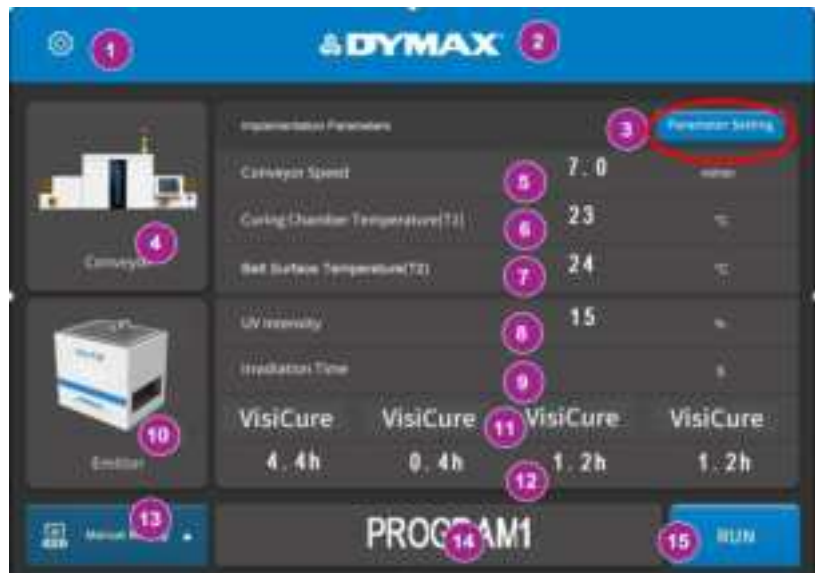 1
DYMAX 2
Implementation Parameters 3 Parameter Setting
Conveyor Speed 5 7.0
Curing Chamber Temperature(T1) 6 23 °C
4
Conveyor
Belt Surface Temperature(T2) 7 24 °C
UV Intensity 8 15 %
Irradiation Time 9 s
VisiCure VisiCure 11 VisiCure VisiCure
10
Emitter
4.4h 0.4h 12 1.2h 1.2h
13 Manual
PROGRAM1 14
15 RUN